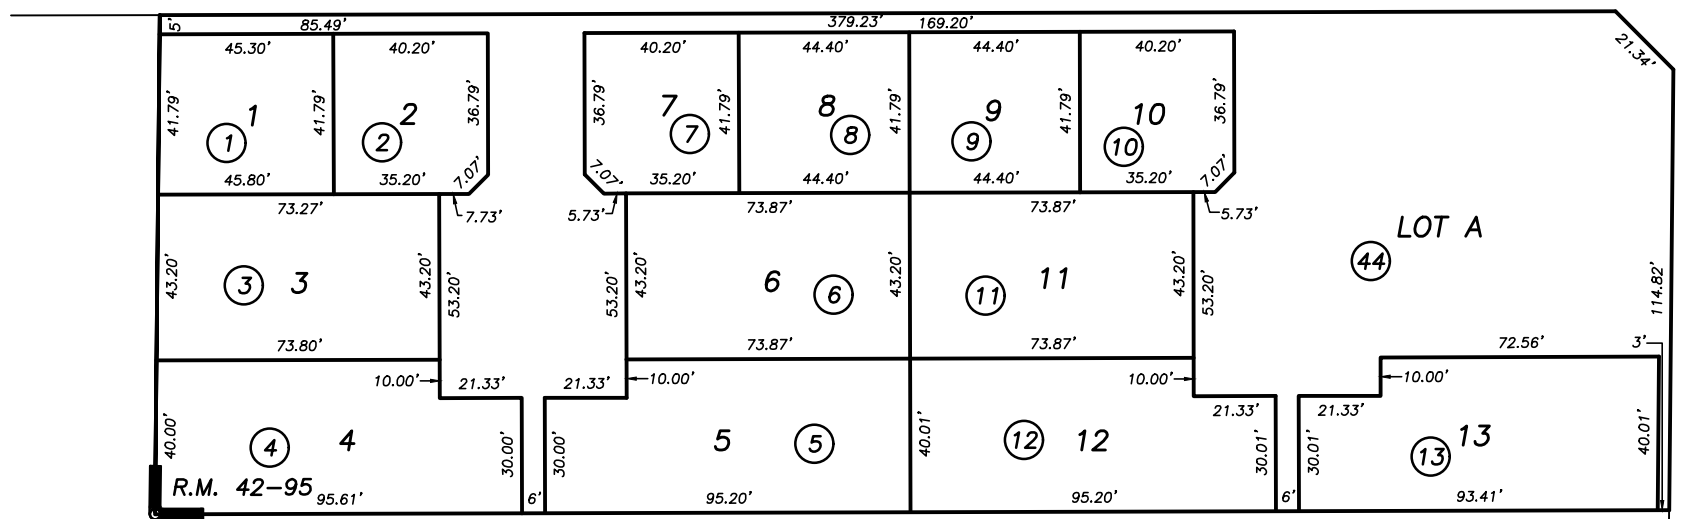 5' 85.49' 379.23' 169.20'
45.30' 40.20' 40.20' 44.40' 44.40' 40.20' 21.34'
41.79' 1 41.79' 2 36.79' 36.79' 7 41.79' 8 41.79' 9 41.79' 10 36.79'
1 2 7 8 9 10
45.80' 35.20' 7.07' 7.07' 35.20' 44.40' 44.40' 35.20' 7.07'
73.27' 7.73' 5.73' 73.87' 73.87' 5.73'
LOT A
44
43.20' 3 3 43.20' 53.20' 53.20' 43.20' 6 6 43.20' 11 11 43.20' 53.20' 114.82'
73.80' 73.87' 73.87' 72.56' 3'
10.00' 21.33' 21.33' 10.00' 10.00' 21.33' 21.33' 10.00'
40.00' 4 4 30.00' 30.00' 5 5 40.01' 12 12 30.01' 30.01' 13 13 40.01'
R.M. 42-95
95.61' 6' 95.20' 95.20' 6' 93.41'